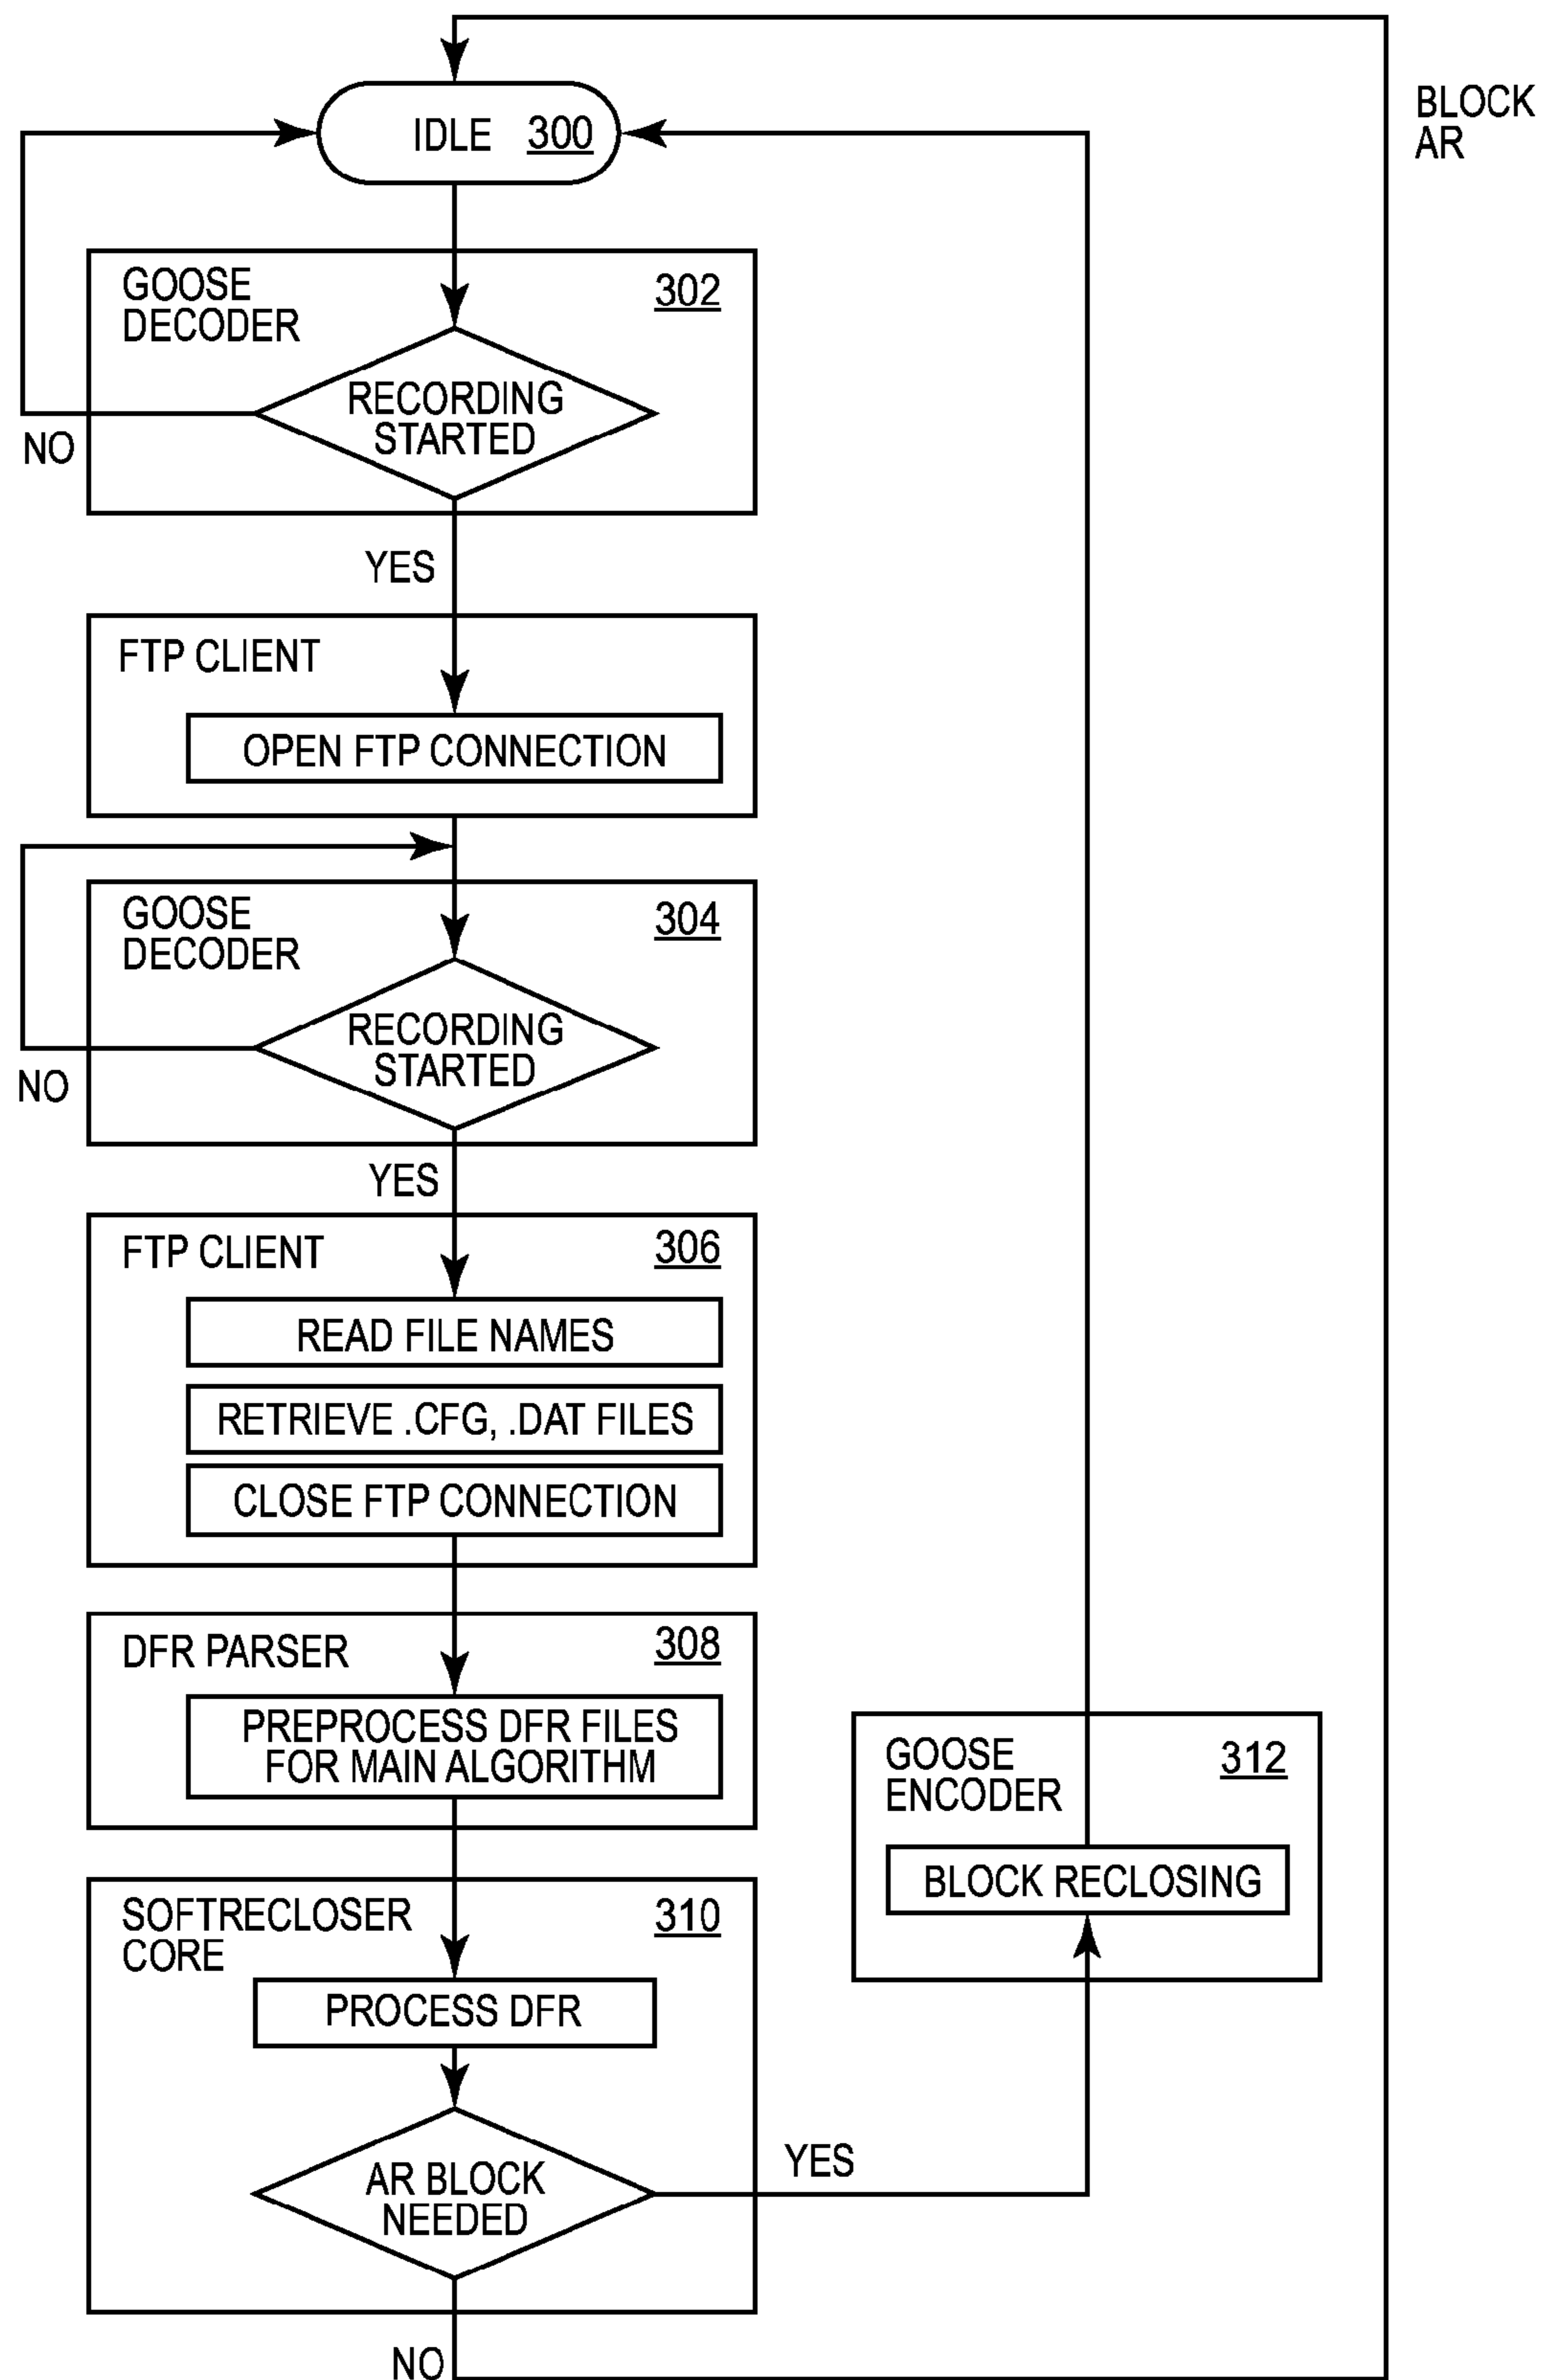 BLOCK
AR
IDLE 300
GOOSE
DECODER
302
RECORDING
STARTED
NO
YES
FTP CLIENT
OPEN FTP CONNECTION
GOOSE
DECODER
304
RECORDING
STARTED
NO
YES
FTP CLIENT
306
READ FILE NAMES
RETRIEVE .CFG, .DAT FILES
CLOSE FTP CONNECTION
DFR PARSER
308
PREPROCESS DFR FILES
FOR MAIN ALGORITHM
GOOSE
ENCODER
312
BLOCK RECLOSING
SOFTRECLOSER
CORE
310
PROCESS DFR
AR BLOCK
NEEDED
YES
NO